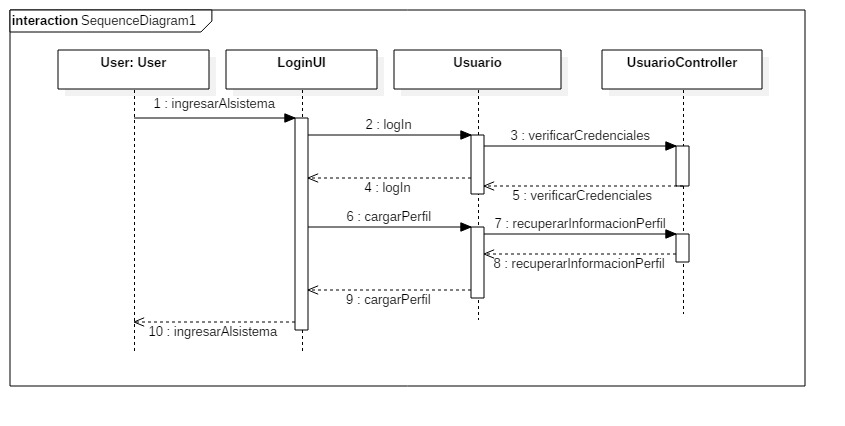 interaction SequenceDiagram1
User: User
LoginUI
Usuario
UsuarioController
1 : ingresarAlsistema
2 : logIn
3 : verificarCredenciales
4 : logIn
5 : verificarCredenciales
6 : cargarPerfil
7 : recuperarInformacionPerfil
8 : recuperarInformacionPerfil
9 : cargarPerfil
10 : ingresarAlsistema